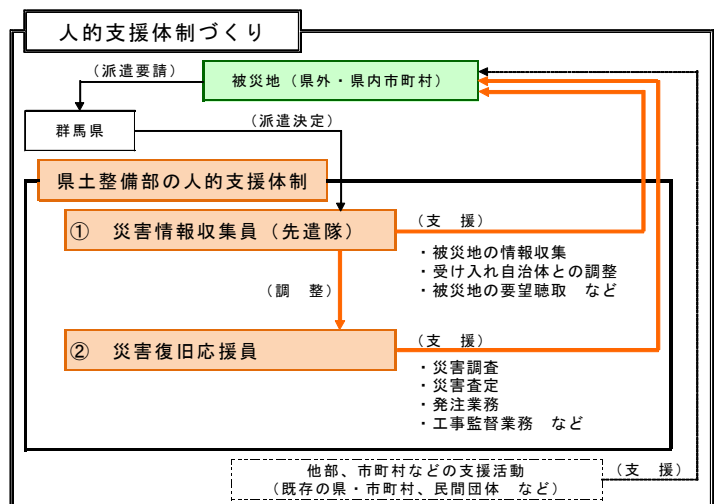 人的支援体制づくり
（派遣要請）
被災地（県外・県内市町村）
群馬県
（派遣決定）
県土整備部の人的支援体制
①　災害情報収集員（先遣隊）
（支　援）
・被災地の情報収集
・受け入れ自治体との調整
・被災地の要望聴取　など
（調　整）
②　災害復旧応援員
（支　援）
・災害調査
・災害査定
・発注業務
・工事監督業務　など
他部、市町村などの支援活動
（既存の県・市町村、民間団体　など）
（支　援）